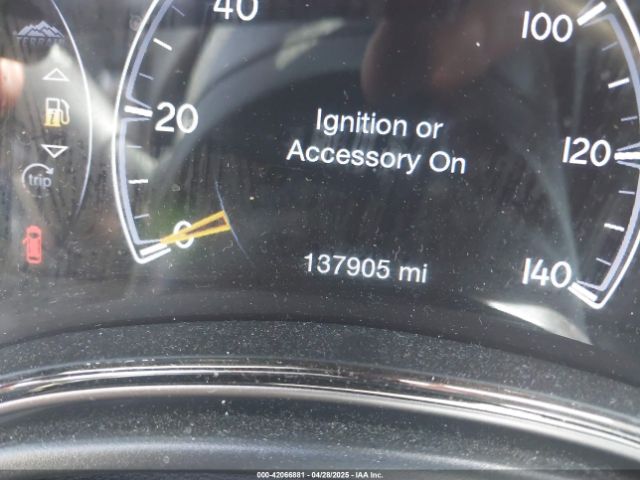 TERRAIN
40
100
20
Ignition or
Accessory On
120
trip
0
137905 mi
140
000-42066881 - 04/28/2025 - IAA Inc.